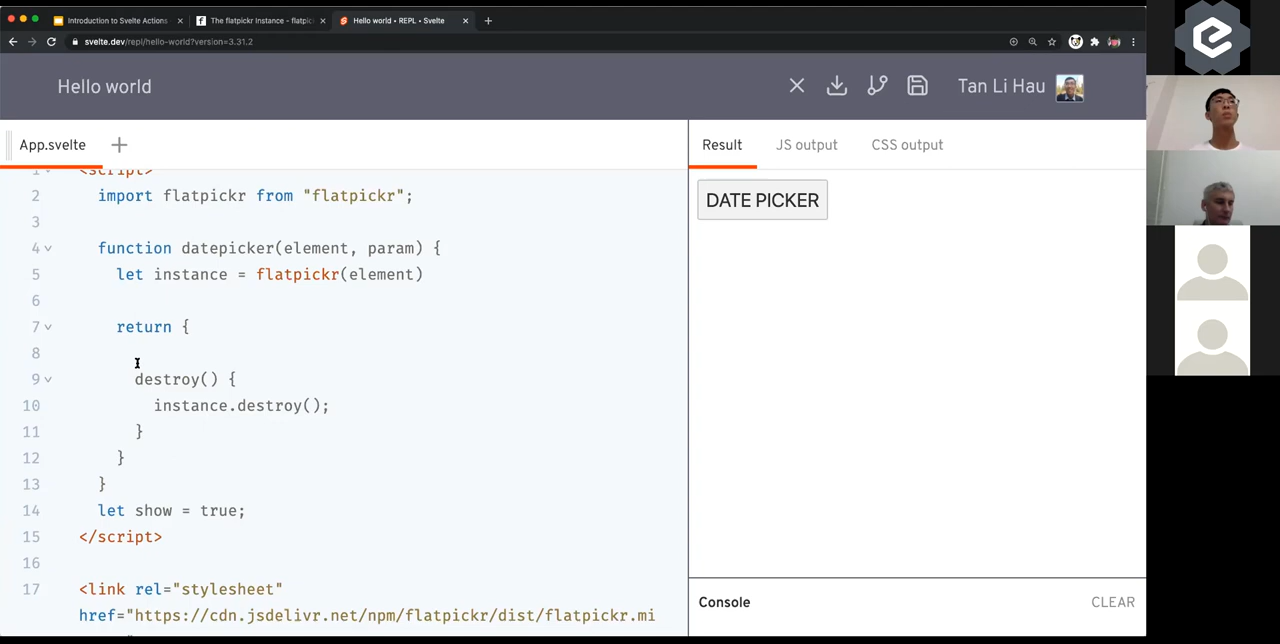 Introduction to Svelte Actions
The flatpickr Instance - flatpic
Hello world • REPL • Svelte
svelte.dev/repl/hello-world?version=3.31.2
Hello world
Tan Li Hau
App.svelte
Result
JS output
CSS output
DATE PICKER
1 <script>
2 import flatpickr from "flatpickr";
3
4 function datepicker(element, param) {
5 let instance = flatpickr(element)
6
7 return {
8
9 destroy() {
10 instance.destroy();
11 }
12 }
13 }
14 let show = true;
15 </script>
16
17 <link rel="stylesheet"
href="https://cdn.jsdelivr.net/npm/flatpickr/dist/flatpickr.mi
Console
CLEAR